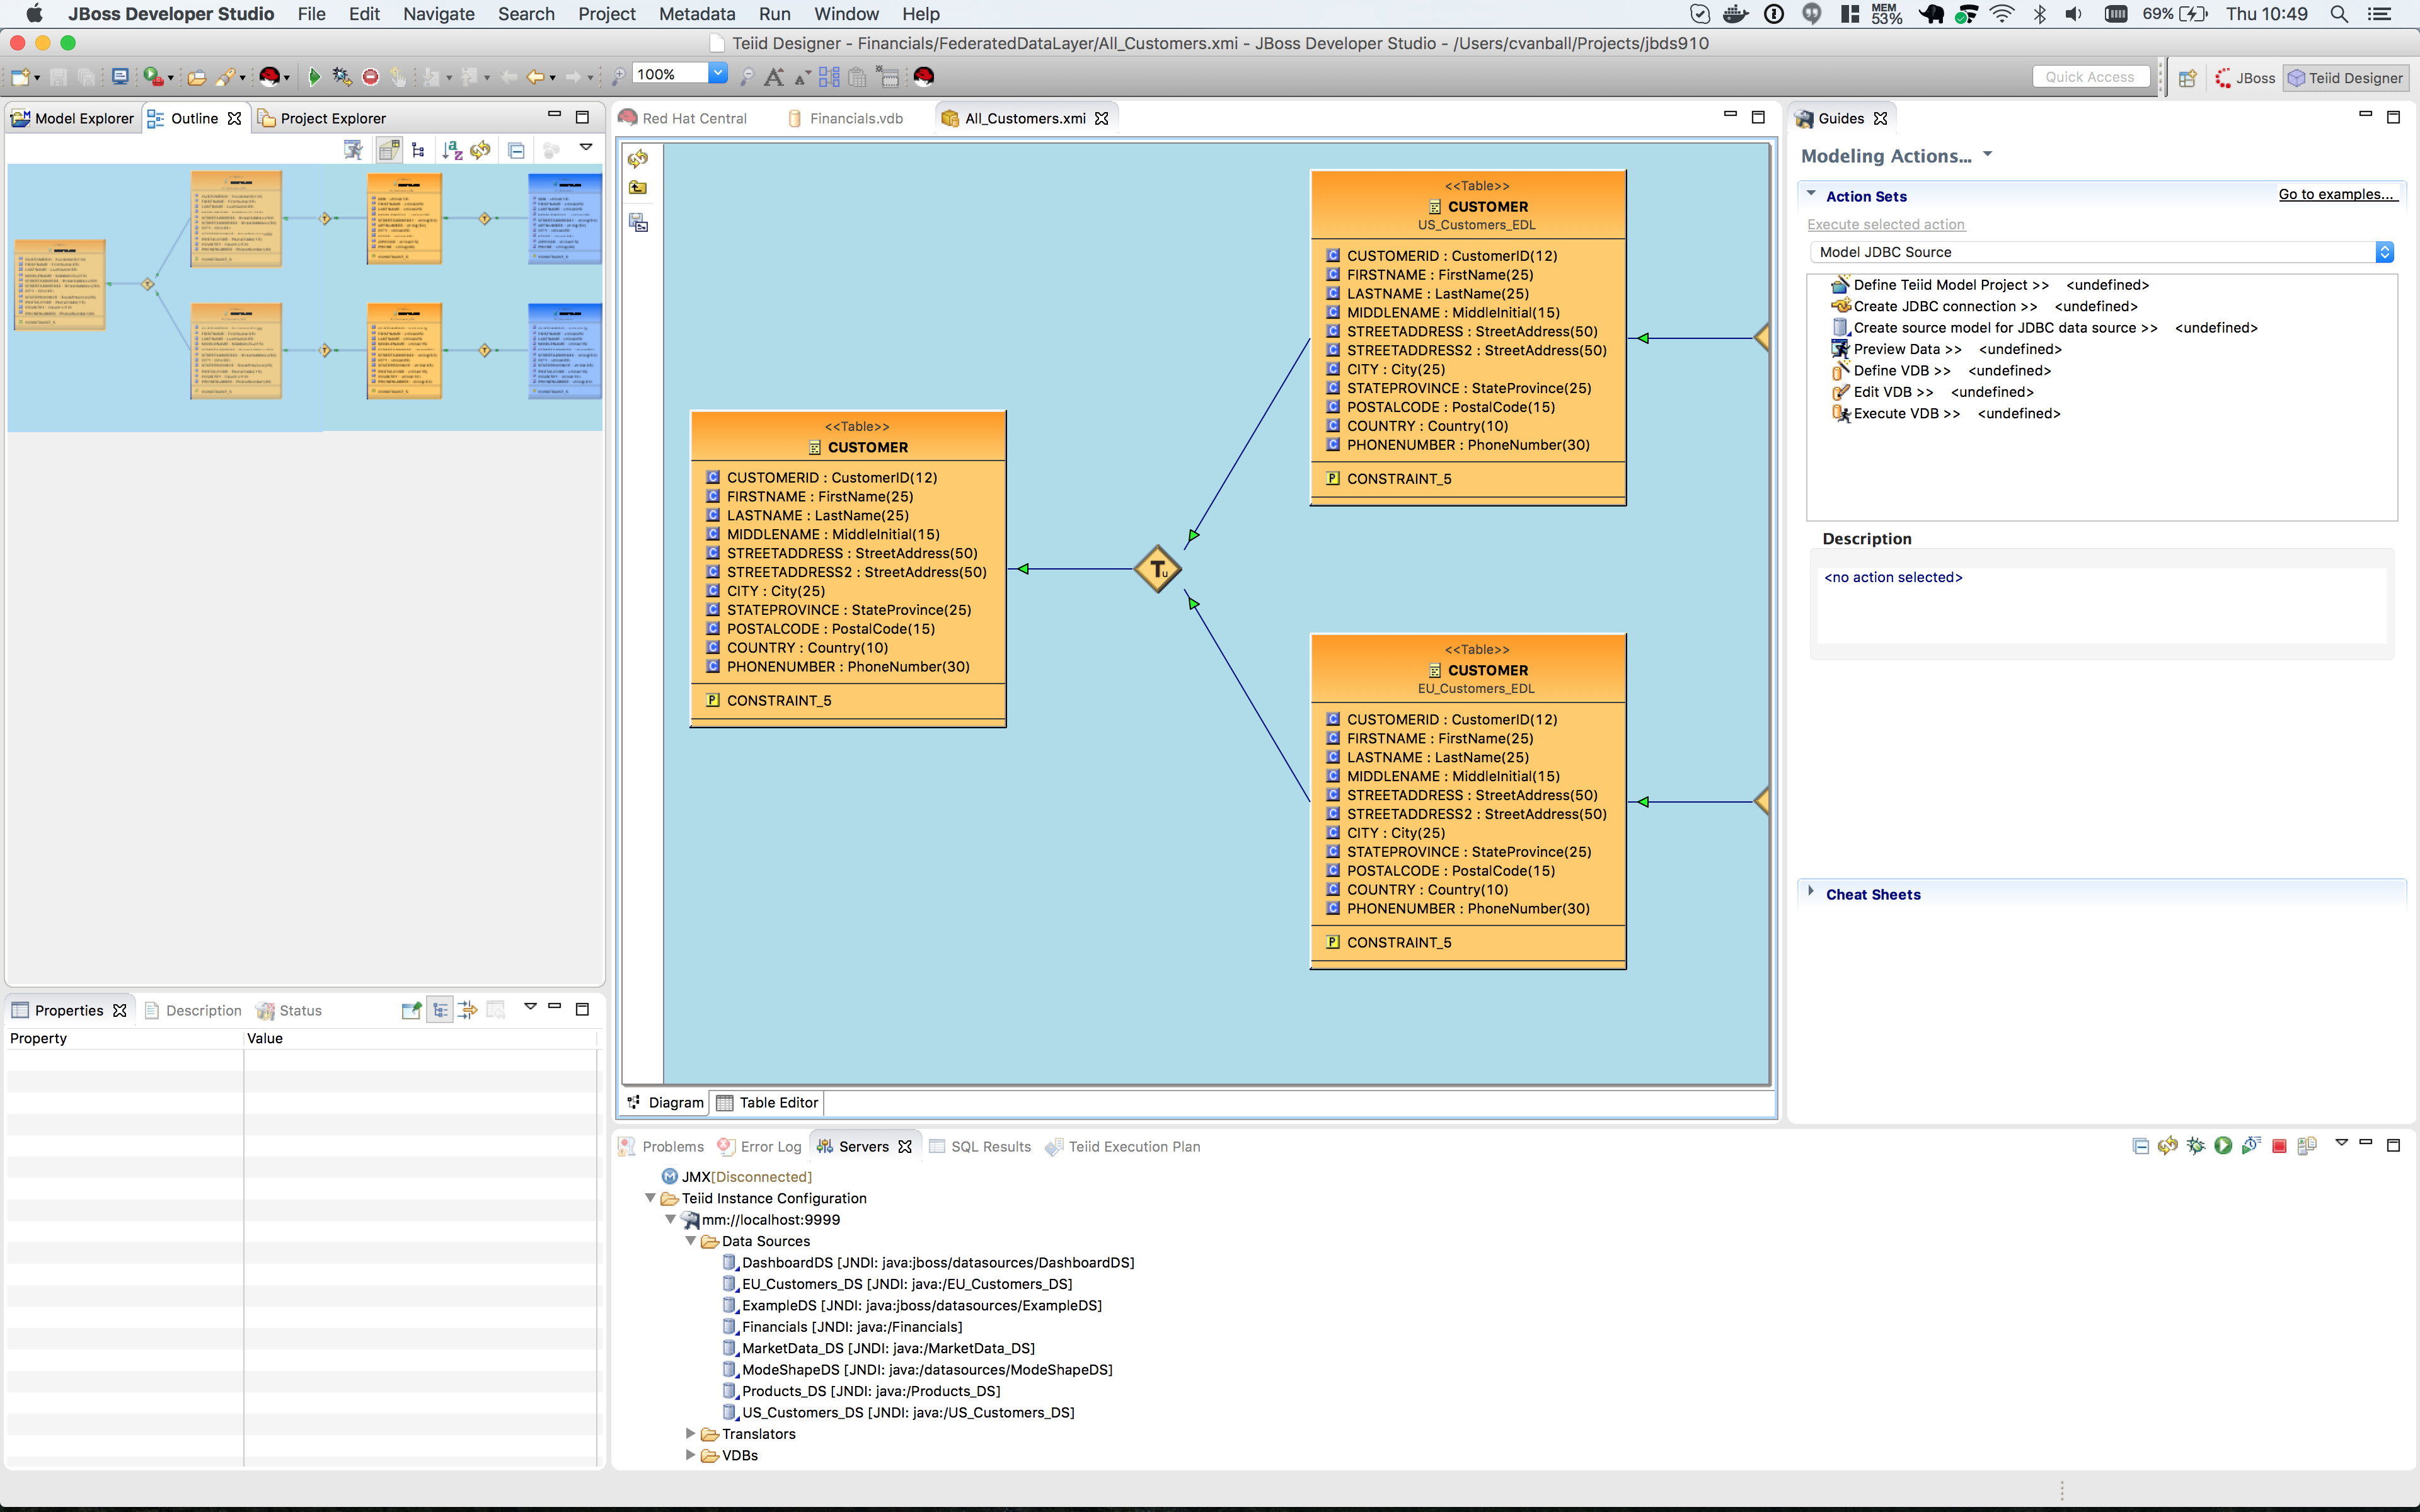 JBoss Developer Studio File Edit Navigate Search Project Metadata Run Window Help MEM 53% 69% Thu 10:49
Teiid Designer - Financials/FederatedDataLayer/All_Customers.xmi - JBoss Developer Studio - /Users/cvanball/Projects/jbds910
100% Quick Access JBoss Teiid Designer
Model Explorer Outline Project Explorer
Red Hat Central Financials.vdb All_Customers.xmi
<<Table>>
CUSTOMER
US_Customers_EDL
CUSTOMERID : CustomerID(12)
FIRSTNAME : FirstName(25)
LASTNAME : LastName(25)
MIDDLENAME : MiddleInitial(15)
STREETADDRESS : StreetAddress(50)
STREETADDRESS2 : StreetAddress(50)
CITY : City(25)
STATEPROVINCE : StateProvince(25)
POSTALCODE : PostalCode(15)
COUNTRY : Country(10)
PHONENUMBER : PhoneNumber(30)
CONSTRAINT_5
<<Table>>
CUSTOMER
CUSTOMERID : CustomerID(12)
FIRSTNAME : FirstName(25)
LASTNAME : LastName(25)
MIDDLENAME : MiddleInitial(15)
STREETADDRESS : StreetAddress(50)
STREETADDRESS2 : StreetAddress(50)
CITY : City(25)
STATEPROVINCE : StateProvince(25)
POSTALCODE : PostalCode(15)
COUNTRY : Country(10)
PHONENUMBER : PhoneNumber(30)
CONSTRAINT_5
Tu
<<Table>>
CUSTOMER
EU_Customers_EDL
CUSTOMERID : CustomerID(12)
FIRSTNAME : FirstName(25)
LASTNAME : LastName(25)
MIDDLENAME : MiddleInitial(15)
STREETADDRESS : StreetAddress(50)
STREETADDRESS2 : StreetAddress(50)
CITY : City(25)
STATEPROVINCE : StateProvince(25)
POSTALCODE : PostalCode(15)
COUNTRY : Country(10)
PHONENUMBER : PhoneNumber(30)
CONSTRAINT_5
Diagram Table Editor
Guides
Modeling Actions...
Action Sets Go to examples...
Execute selected action
Model JDBC Source
Define Teiid Model Project >> <undefined>
Create JDBC connection >> <undefined>
Create source model for JDBC data source >> <undefined>
Preview Data >> <undefined>
Define VDB >> <undefined>
Edit VDB >> <undefined>
Execute VDB >> <undefined>
Description
<no action selected>
Cheat Sheets
Properties Description Status
Property Value
Problems Error Log Servers SQL Results Teiid Execution Plan
JMX[Disconnected]
Teiid Instance Configuration
mm://localhost:9999
Data Sources
DashboardDS [JNDI: java:jboss/datasources/DashboardDS]
EU_Customers_DS [JNDI: java:/EU_Customers_DS]
ExampleDS [JNDI: java:jboss/datasources/ExampleDS]
Financials [JNDI: java:/Financials]
MarketData_DS [JNDI: java:/MarketData_DS]
ModeShapeDS [JNDI: java:/datasources/ModeShapeDS]
Products_DS [JNDI: java:/Products_DS]
US_Customers_DS [JNDI: java:/US_Customers_DS]
Translators
VDBs